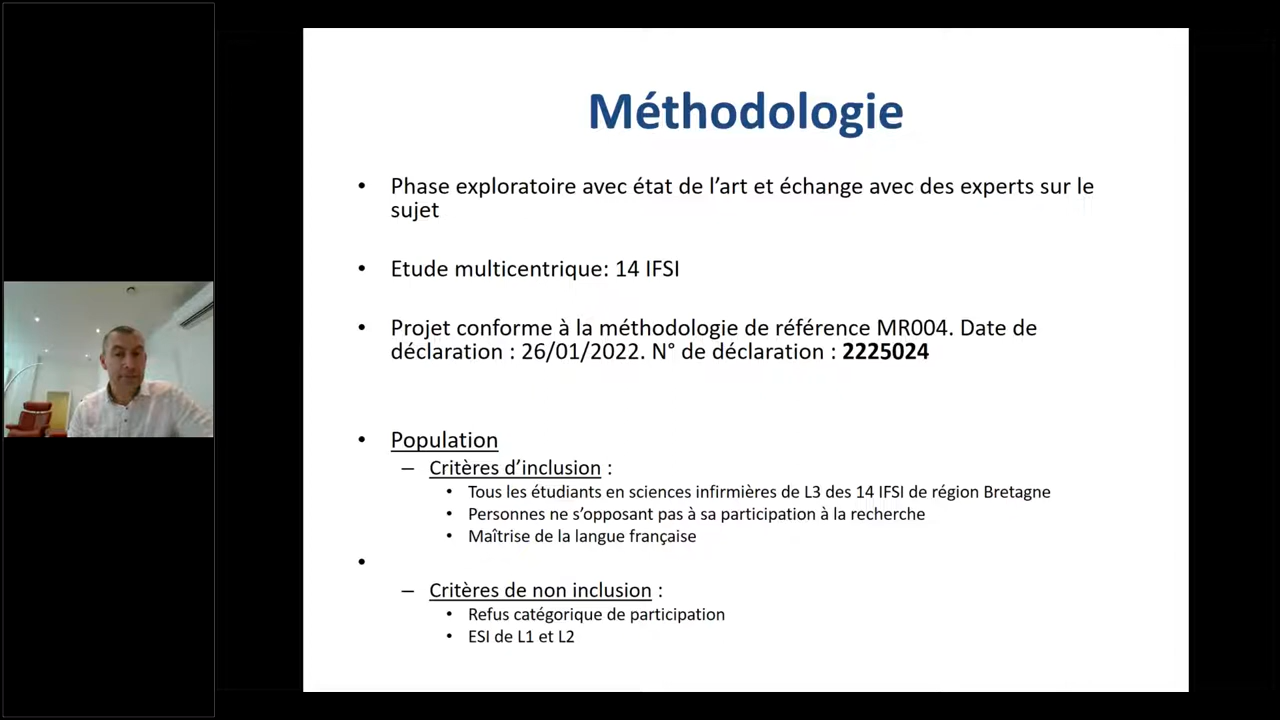 Méthodologie
• Phase exploratoire avec état de l’art et échange avec des experts sur le
sujet
• Etude multicentrique: 14 IFSI
• Projet conforme à la méthodologie de référence MR004. Date de
déclaration : 26/01/2022. N° de déclaration : 2225024
• Population
– Critères d’inclusion :
• Tous les étudiants en sciences infirmières de L3 des 14 IFSI de région Bretagne
• Personnes ne s’opposant pas à sa participation à la recherche
• Maîtrise de la langue française
•
– Critères de non inclusion :
• Refus catégorique de participation
• ESI de L1 et L2